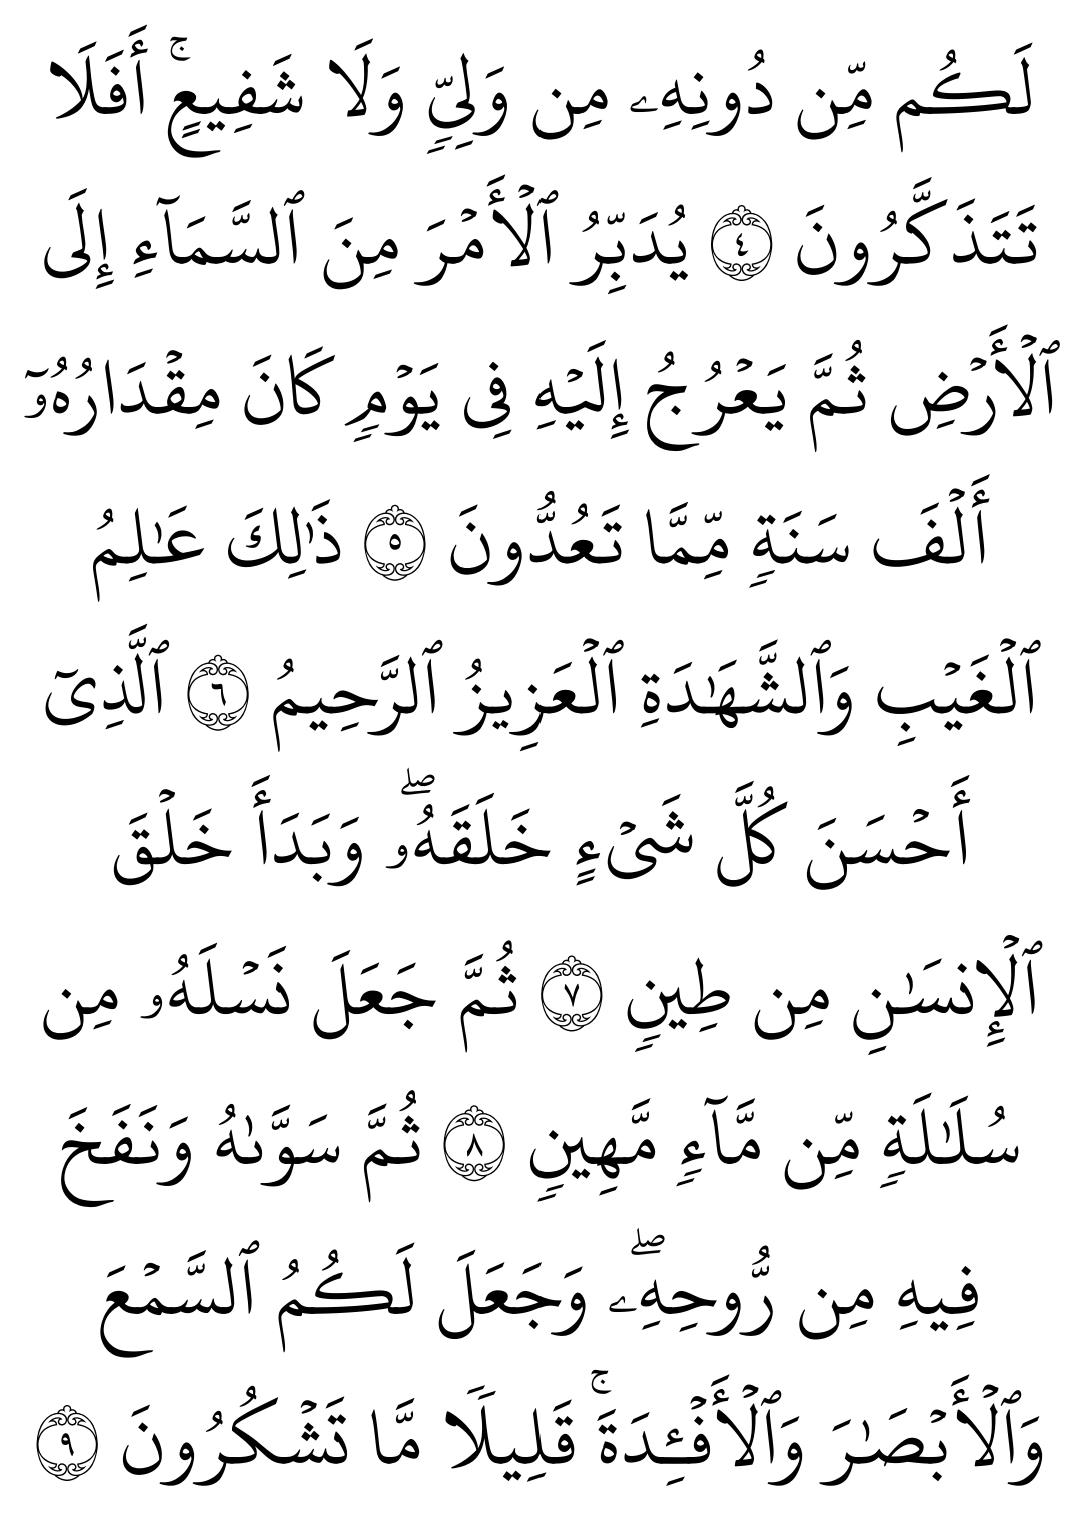 لَكُم مِّن دُونِهِۦ مِن وَلِىٍّۢ وَلَا شَفِيعٍ ۚ أَفَلَا
تَتَذَكَّرُونَ ٤ يُدَبِّرُ ٱلْأَمْرَ مِنَ ٱلسَّمَآءِ إِلَى
ٱلْأَرْضِ ثُمَّ يَعْرُجُ إِلَيْهِ فِى يَوْمٍۢ كَانَ مِقْدَارُهُۥٓ
أَلْفَ سَنَةٍۢ مِّمَّا تَعُدُّونَ ٥ ذَٰلِكَ عَـٰلِمُ
ٱلْغَيْبِ وَٱلشَّهَـٰدَةِ ٱلْعَزِيزُ ٱلرَّحِيمُ ٦ ٱلَّذِىٓ
أَحْسَنَ كُلَّ شَىْءٍ خَلَقَهُۥ ۖ وَبَدَأَ خَلْقَ
ٱلْإِنسَـٰنِ مِن طِينٍۢ ٧ ثُمَّ جَعَلَ نَسْلَهُۥ مِن
سُلَـٰلَةٍۢ مِّن مَّآءٍۢ مَّهِينٍۢ ٨ ثُمَّ سَوَّىٰهُ وَنَفَخَ
فِيهِ مِن رُّوحِهِۦ ۖ وَجَعَلَ لَكُمُ ٱلسَّمْعَ
وَٱلْأَبْصَـٰرَ وَٱلْأَفْـِٔدَةَ ۚ قَلِيلًۭا مَّا تَشْكُرُونَ ٩